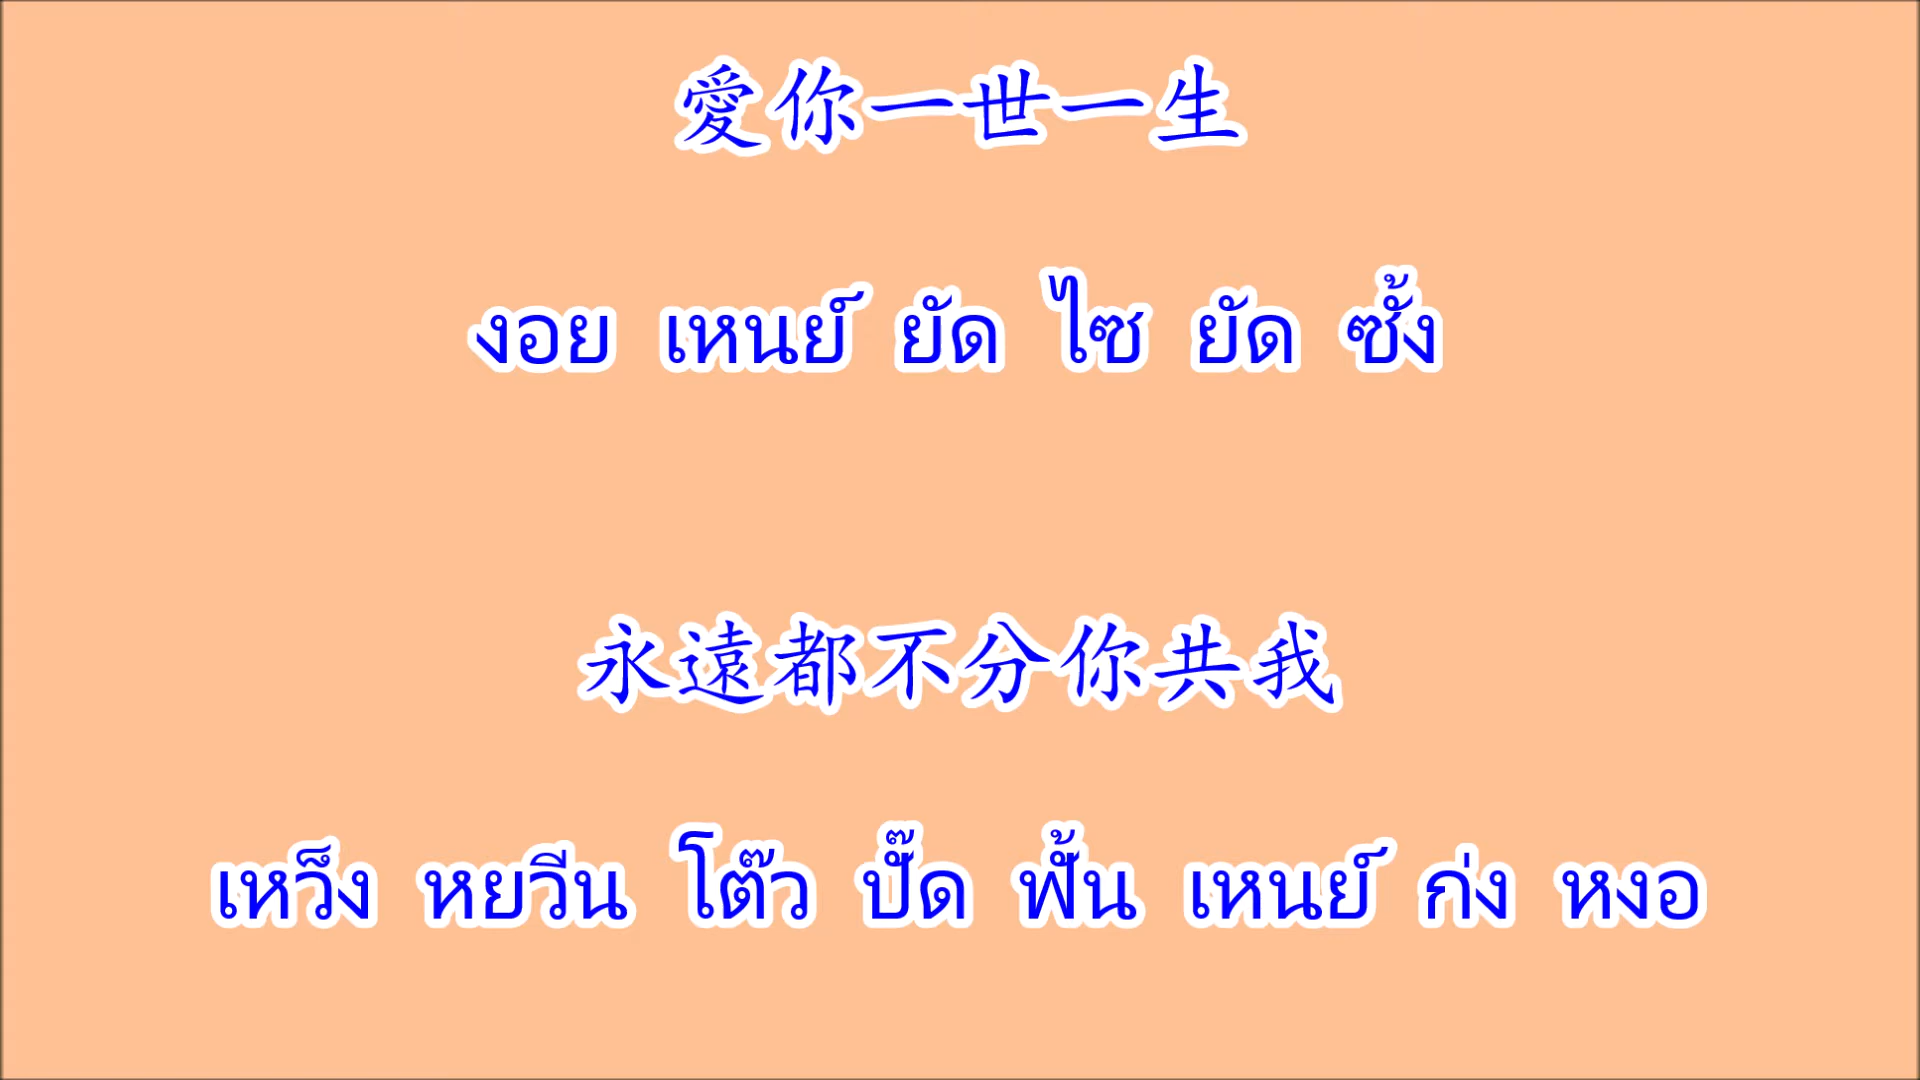 愛你一世一生
งอย เหนย์ ยัด ไซ ยัด ซั้ง
永遠都不分你共我
เหว็ง หยวีน โต๊ว ปั๊ด ฟั้น เหนย์ ก่ง หงอ